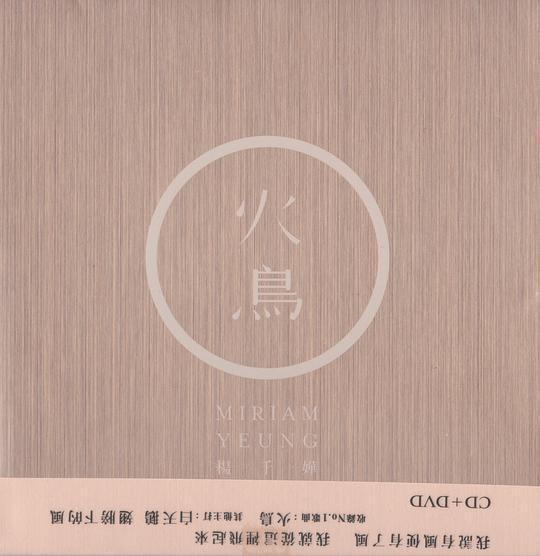 火
鳥
MIRIAM
YEUNG
楊千嬅
我說有風便有了風 我就從這裡飛起來
收錄No.1歌曲：火鳥 其他主打：白天鵝 翅膀下的風
CD+DVD